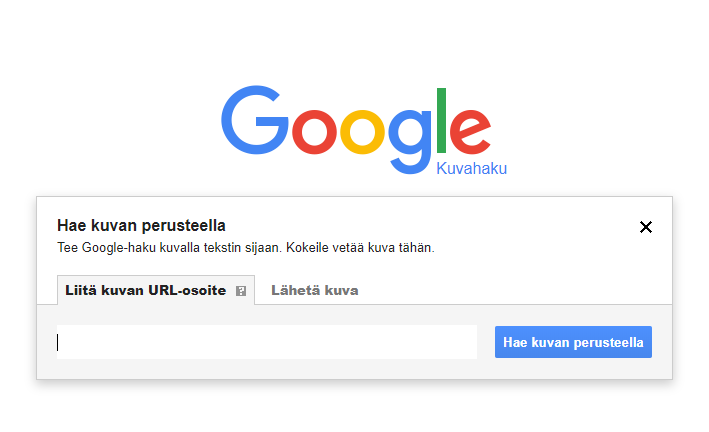 Google
Kuvahaku
Hae kuvan perusteella
Tee Google-haku kuvalla tekstin sijaan. Kokeile vetää kuva tähän.
Liitä kuvan URL-osoite ? Lähetä kuva
Hae kuvan perusteella